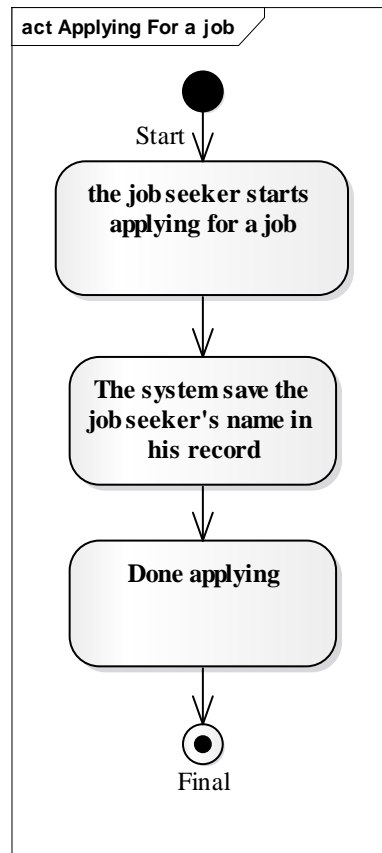 act Applying For a job
Start
the job seeker starts
applying for a job
The system save the
job seeker's name in
his record
Done applying
Final